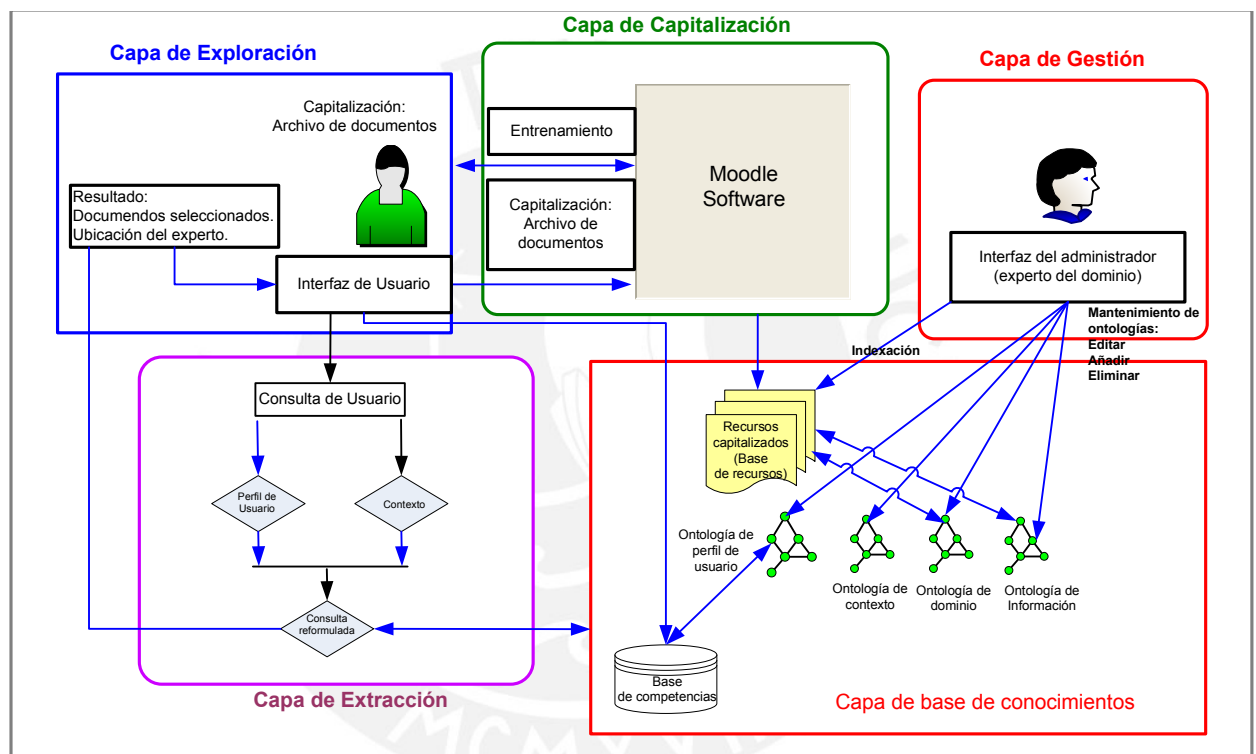 Capa de Capitalización
Capa de Exploración
Capa de Gestión
Capitalización:
Archivo de documentos
Entrenamiento
Moodle
Software
Resultado:
Documendos seleccionados.
Ubicación del experto.
Capitalización:
Archivo de
documentos
Interfaz de Usuario
Interfaz del administrador
(experto del dominio)
Mantenimiento de
ontologías:
Editar
Añadir
Eliminar
Indexación
Consulta de Usuario
Recursos
capitalizados
(Base
de recursos)
Perfil de
Usuario
Contexto
Ontología de
perfil de
usuario
Ontología de
contexto
Ontología de
dominio
Ontología de
Información
Consulta
reformulada
Base
de competencias
Capa de Extracción
Capa de base de conocimientos